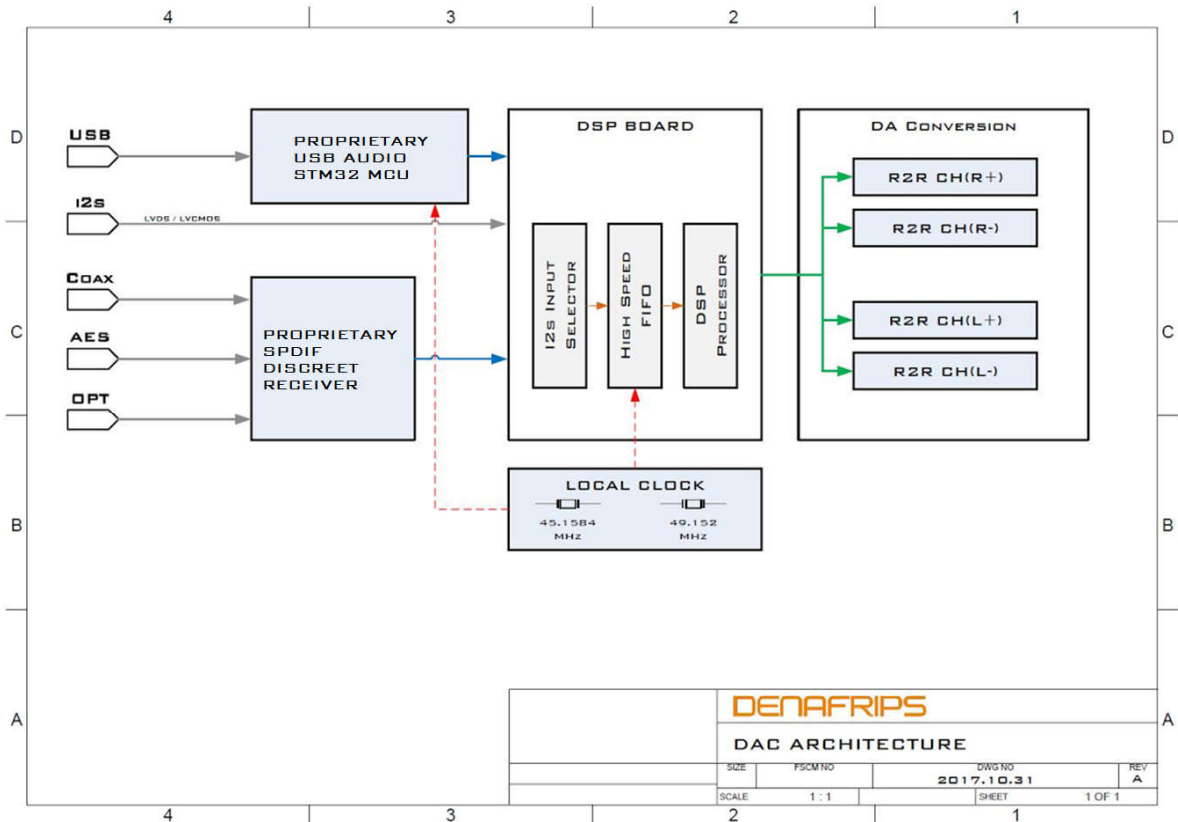 4 3 2 1
D
USB
PROPRIETARY
USB AUDIO
STM32 MCU
DSP BOARD
DA CONVERSION
D
R2R CH(R+)
R2R CH(R-)
I2S
LVDS / LVCMOS
I2S INPUT
SELECTOR
HIGH SPEED
FIFO
DSP
PROCESSOR
COAX
AES
OPT
C
PROPRIETARY
SPDIF
DISCREET
RECEIVER
R2R CH(L+)
R2R CH(L-)
C
B
LOCAL CLOCK
45.1584
MHZ
49.152
MHZ
B
A
DENAFRIPS
A
DAC ARCHITECTURE
SIZE FSCM NO DWG NO REV
2017.10.31 A
SCALE 1 : 1 SHEET 1 OF 1
4 3 2 1